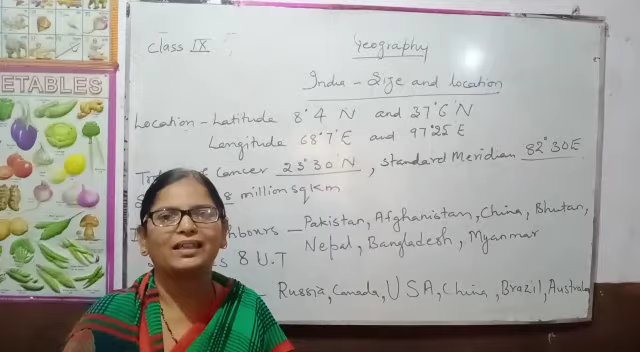 Class IX
Geography
India - Size and location
Location - Latitude 8°4'N and 37°6'N
Longitude 68°7'E and 97°25'E
Cancer 23°30'N, Standard Meridian 82°30E
8 million sq km
Pakistan, Afghanistan, China, Bhutan,
Nepal, Bangladesh, Myanmar
8 U.T
Russia, Canada, USA, China, Brazil, Australia
ETABLES